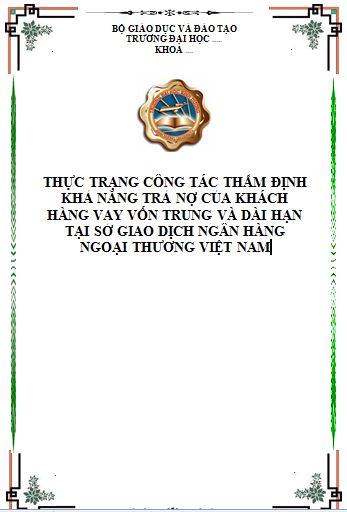 BỘ GIÁO DỤC VÀ ĐÀO TẠO
TRƯỜNG ĐẠI HỌC .....
KHOA ....
THỰC TRẠNG CÔNG TÁC THẨM ĐỊNH
KHẢ NĂNG TRẢ NỢ CỦA KHÁCH
HÀNG VAY VỐN TRUNG VÀ DÀI HẠN
TẠI SỞ GIAO DỊCH NGÂN HÀNG
NGOẠI THƯƠNG VIỆT NAM